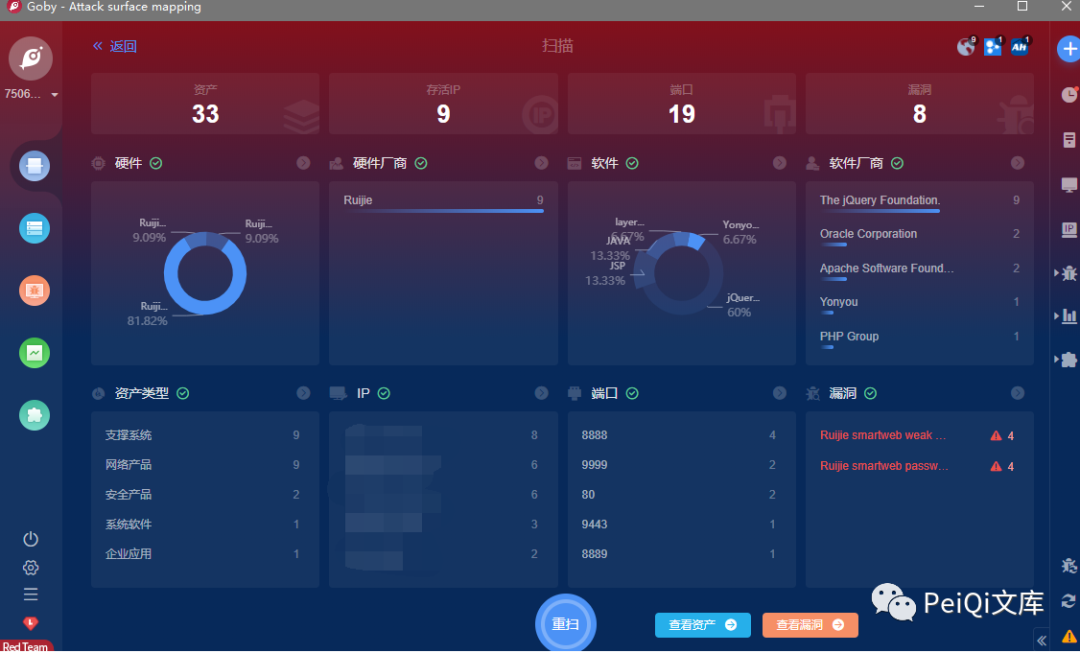 Goby - Attack surface mapping
返回
扫描
9
1
AH 1
7506...
资产
33
存活IP
9
端口
19
漏洞
8
硬件
硬件厂商
软件
软件厂商
Ruiji...
9.09%
Ruiji...
9.09%
Ruiji...
81.82%
Ruijie 9
layer...
6.67%
JAVA
13.33%
JSP
13.33%
Yonyo...
6.67%
jQuer...
60%
The jQuery Foundation. 9
Oracle Corporation 2
Apache Software Found... 2
Yonyou 1
PHP Group 1
资产类型
IP
端口
漏洞
支撑系统 9
网络产品 9
安全产品 2
系统软件 1
企业应用 1
8
6
6
3
2
8888 4
9999 2
80 2
9443 1
8889 1
Ruijie smartweb weak ... 4
Ruijie smartweb passw... 4
重扫
查看资产
查看漏洞
PeiQi文库
RedTeam
IP
IP